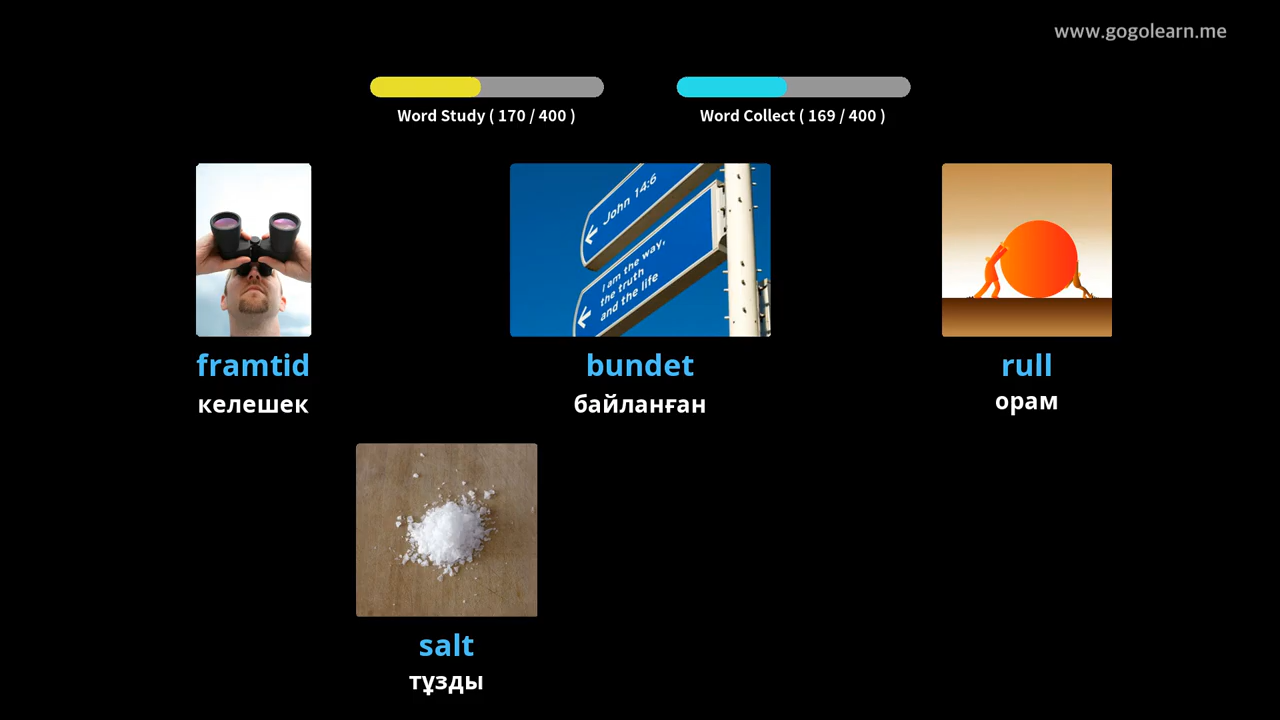 www.gogolearn.me
Word Study ( 170 / 400 )
Word Collect ( 169 / 400 )
John 14:6
I am the way,
the truth
and the life
framtid
bundet
rull
келешек
байланған
орам
salt
тұзды